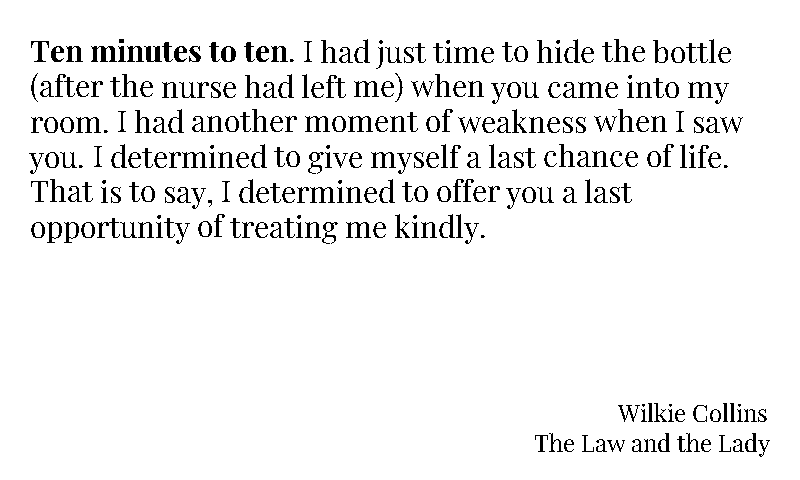 Ten minutes to ten. I had just time to hide the bottle
(after the nurse had left me) when you came into my
room. I had another moment of weakness when I saw
you. I determined to give myself a last chance of life.
That is to say, I determined to offer you a last
opportunity of treating me kindly.
Wilkie Collins
The Law and the Lady